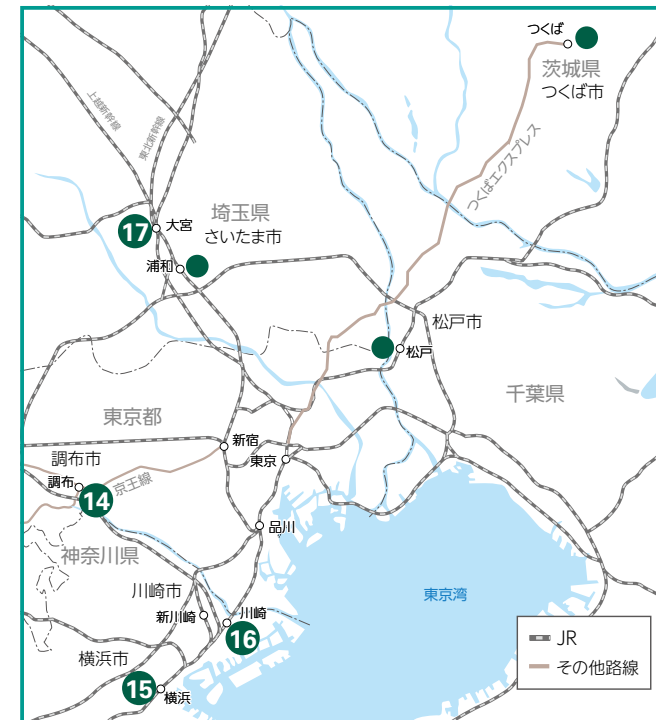 つくば
茨城県
つくば市
上越新幹線
東北新幹線
つくばエクスプレス
埼玉県
さいたま市
17
大宮
浦和
松戸市
松戸
千葉県
東京都
新宿
東京
調布市
調布
14
京王線
品川
神奈川県
川崎市
新川崎
川崎
16
東京湾
横浜市
15
横浜
JR
その他路線